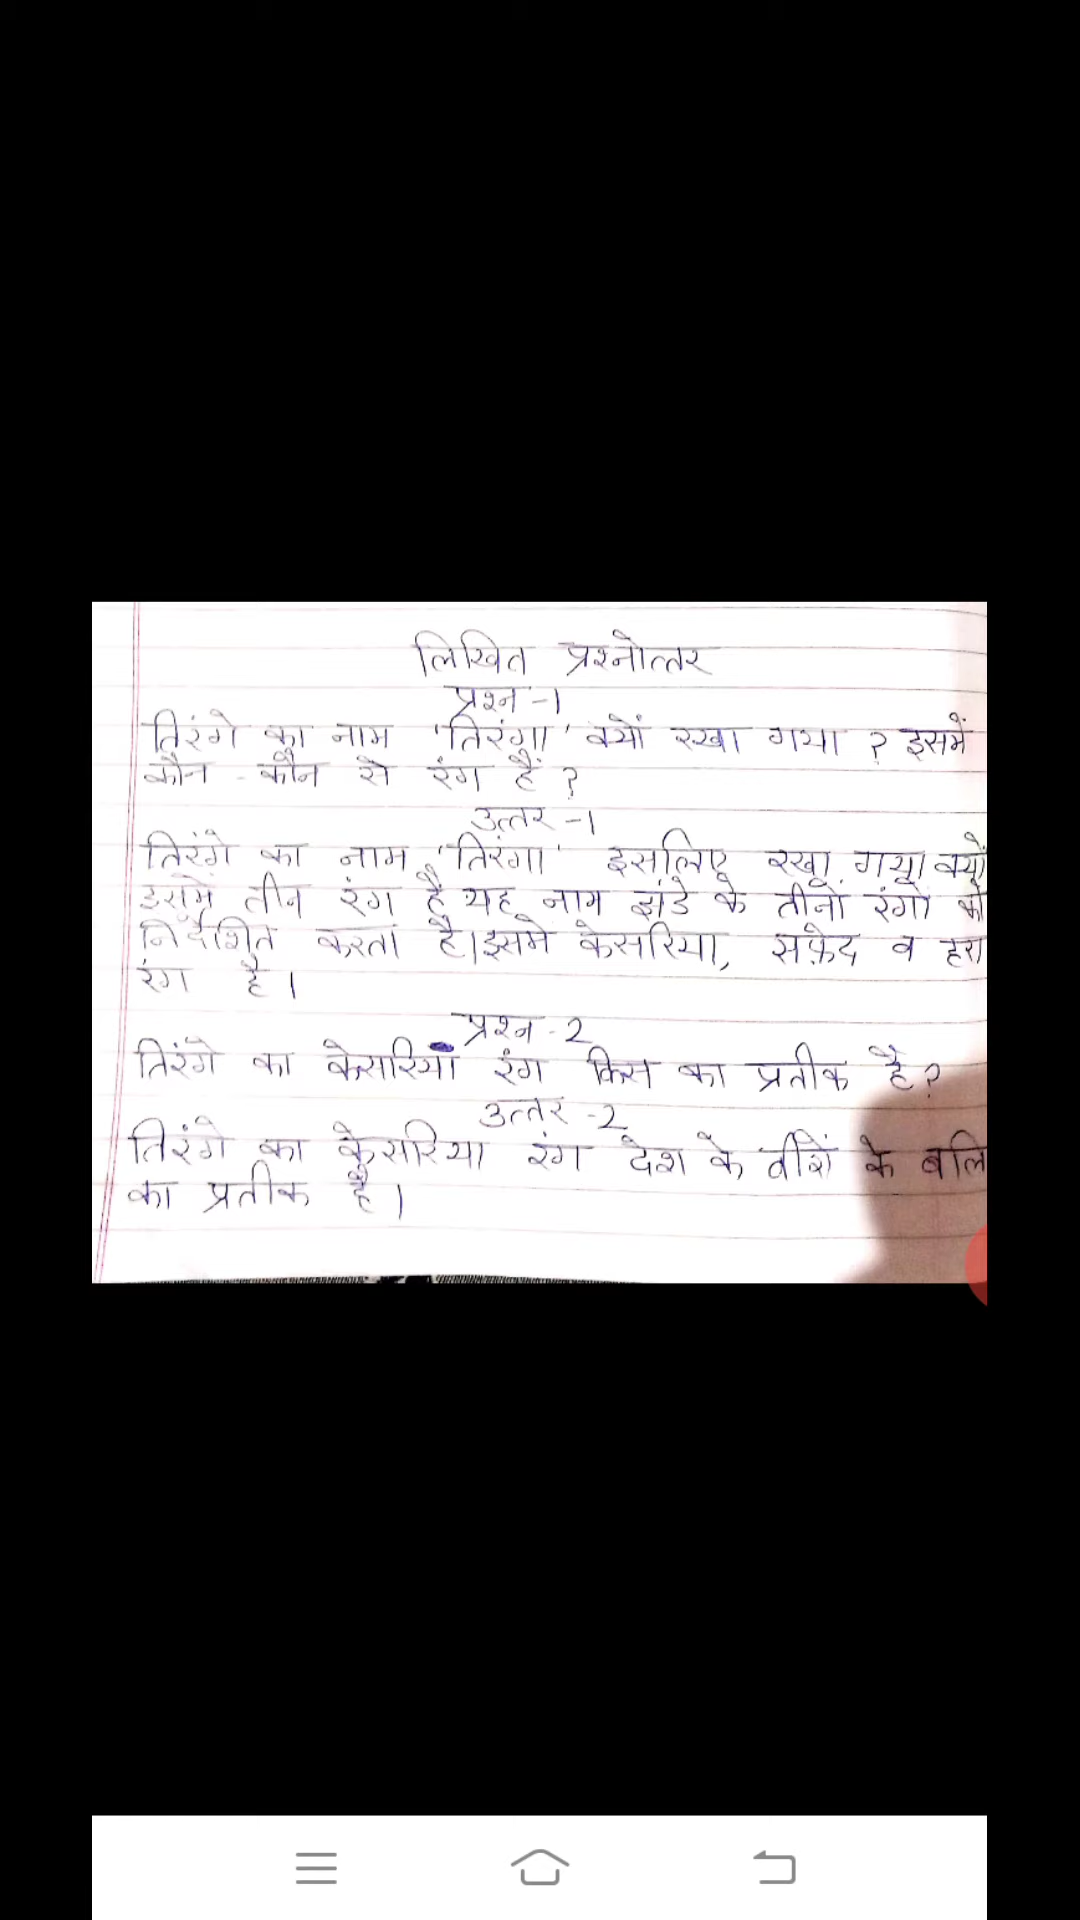 लिखित प्रश्नोत्तर
प्रश्न -1
तिरंगे का नाम 'तिरंगा' क्यों रखा गया ? इसमें
कौन - कौन से रंग हैं ?
उत्तर -1
तिरंगे का नाम 'तिरंगा' इसलिए रखा गया क्यों
इसमें तीन रंग है यह नाम झंडे के तीनो रंगो को
निर्देशित करता है। इसमे केसरिया, सफ़ेद व हरा
रंग है ।
प्रश्न - 2
तिरंगे का केसरिया रंग किस का प्रतीक है ?
उत्तर - 2
तिरंगे का केसरिया रंग देश के वीरों के बलि
का प्रतीक है ।